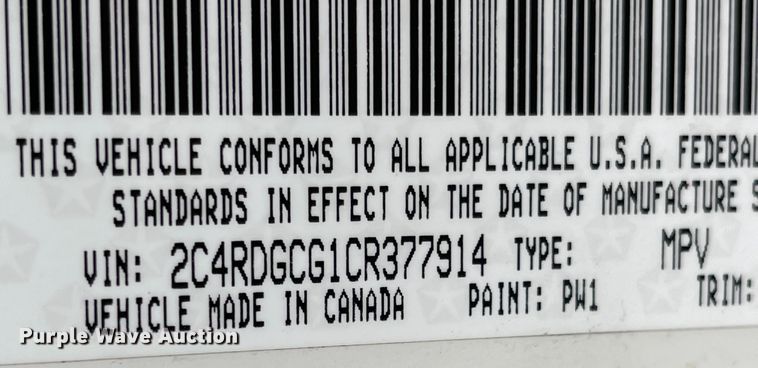 THIS VEHICLE CONFORMS TO ALL APPLICABLE U.S.A. FEDERAL
STANDARDS IN EFFECT ON THE DATE OF MANUFACTURE S
VIN: 2C4RDGCG1CR377914 TYPE: MPV
VEHICLE MADE IN CANADA PAINT: PW1 TRIM:
Purple Wave Auction